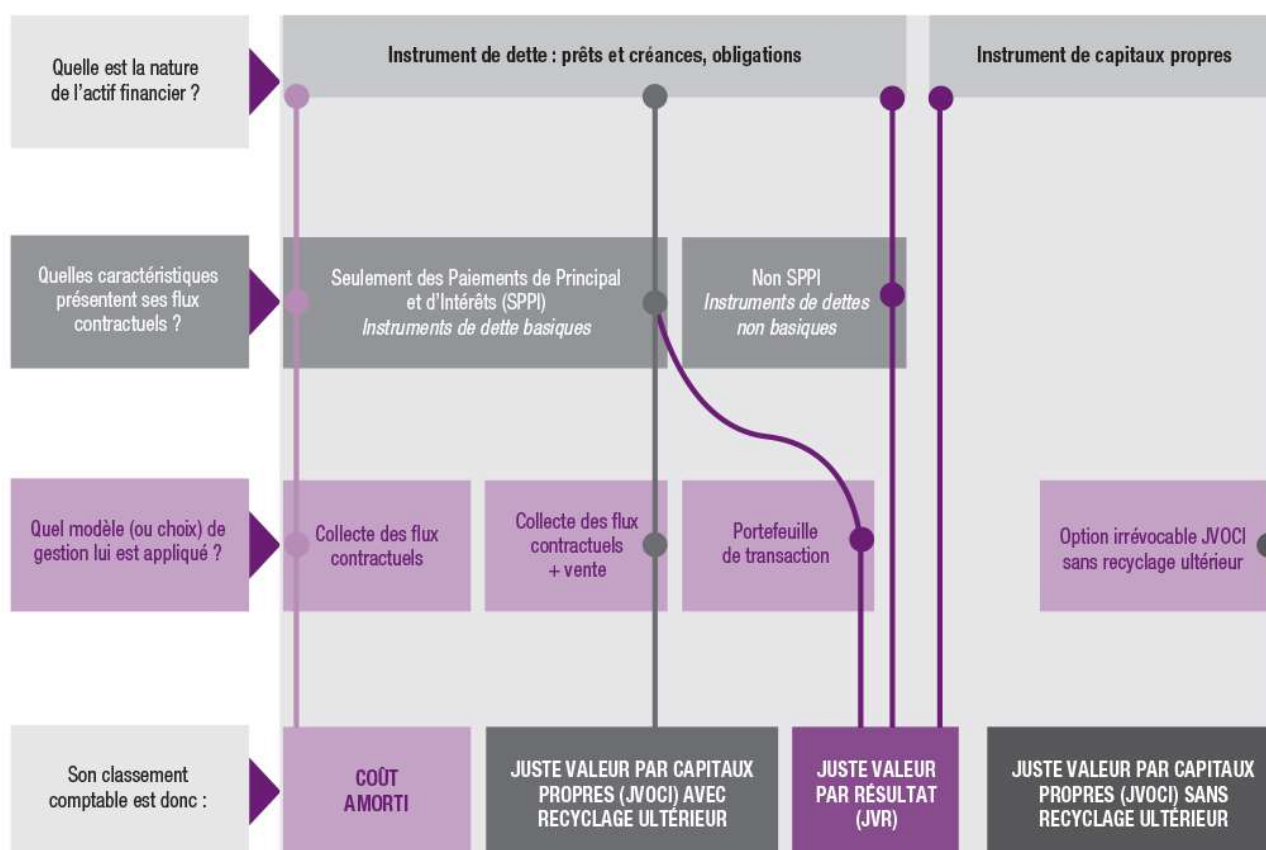 Quelle est la nature
de l'actif financier ?
Instrument de dette : prêts et créances, obligations
Instrument de capitaux propres
Quelles caractéristiques
présentent ses flux
contractuels ?
Seulement des Paiements de Principal
et d'Intérêts (SPPI)
Instruments de dette basiques
Non SPPI
Instruments de dettes
non basiques
Quel modèle (ou choix) de
gestion lui est appliqué ?
Collecte des flux
contractuels
Collecte des flux
contractuels
+ vente
Portefeuille
de transaction
Option irrévocable JVOCI
sans recyclage ultérieur
Son classement
comptable est donc :
COÛT
AMORTI
JUSTE VALEUR PAR CAPITAUX
PROPRES (JVOCI) AVEC
RECYCLAGE ULTÉRIEUR
JUSTE VALEUR
PAR RÉSULTAT
(JVR)
JUSTE VALEUR PAR CAPITAUX
PROPRES (JVOCI) SANS
RECYCLAGE ULTÉRIEUR